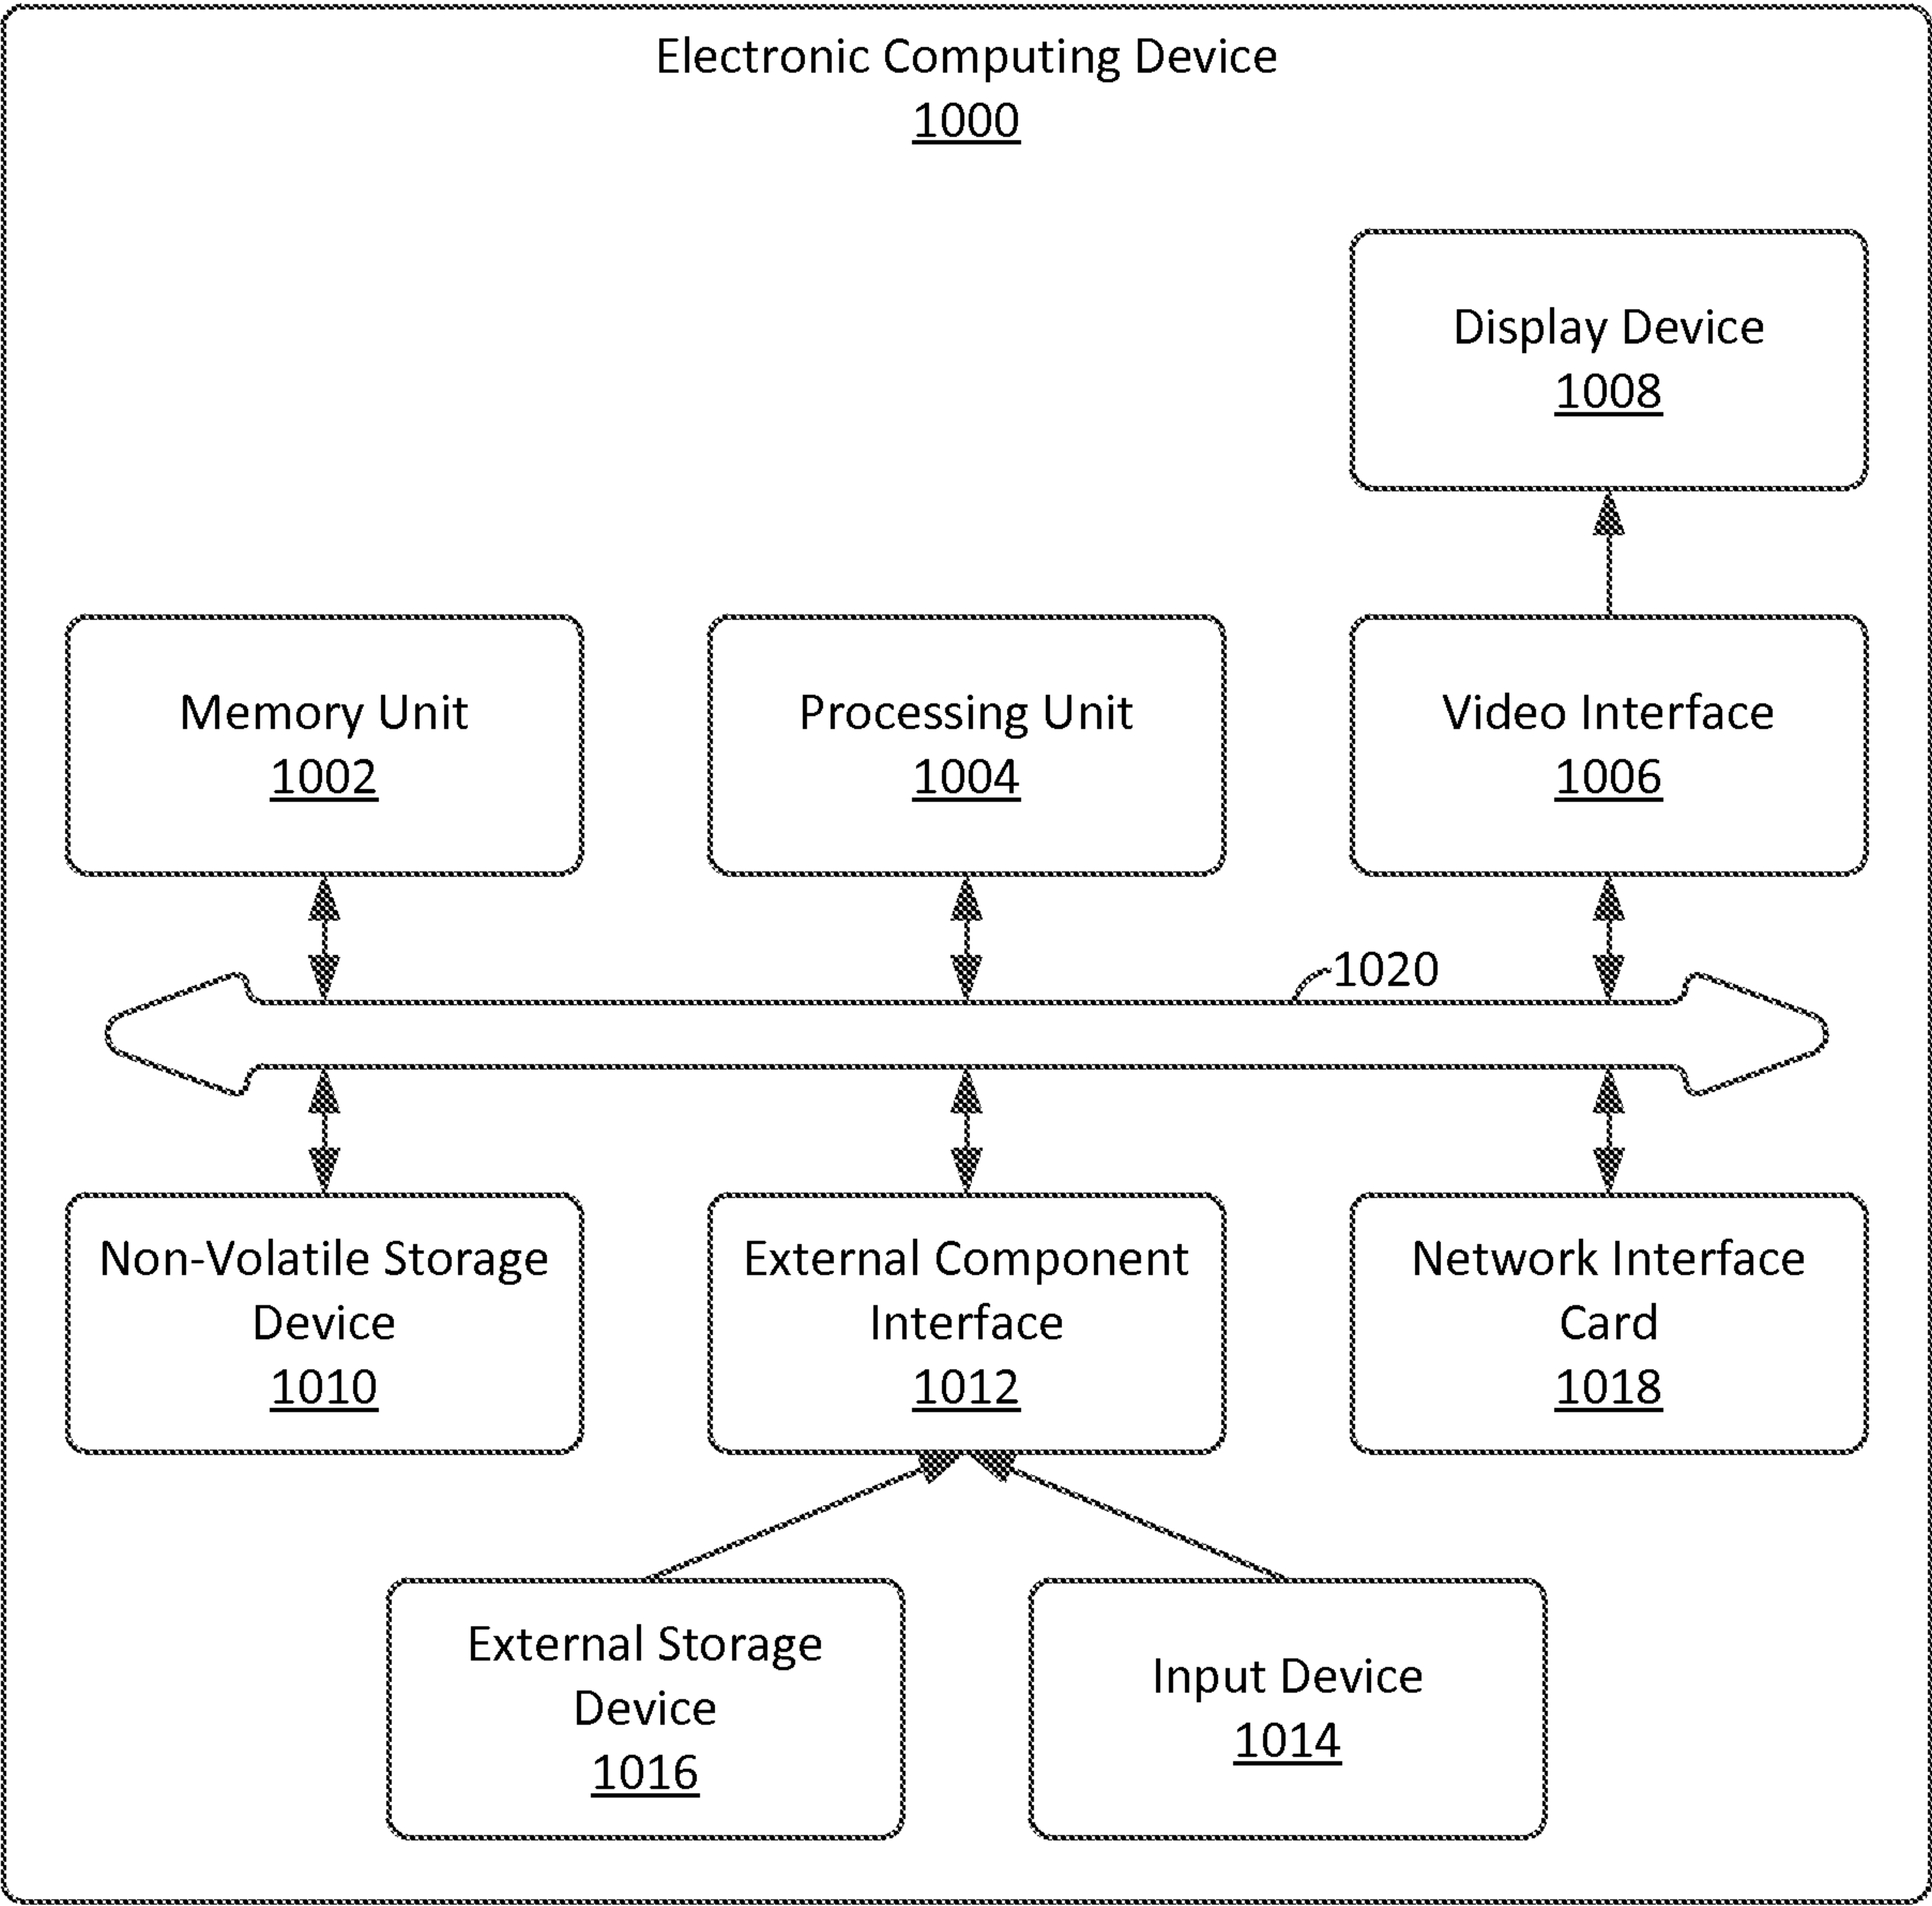 Electronic Computing Device
1000
Display Device
1008
Memory Unit
1002
Processing Unit
1004
Video Interface
1006
1020
Non-Volatile Storage
Device
1010
External Component
Interface
1012
Network Interface
Card
1018
External Storage
Device
1016
Input Device
1014